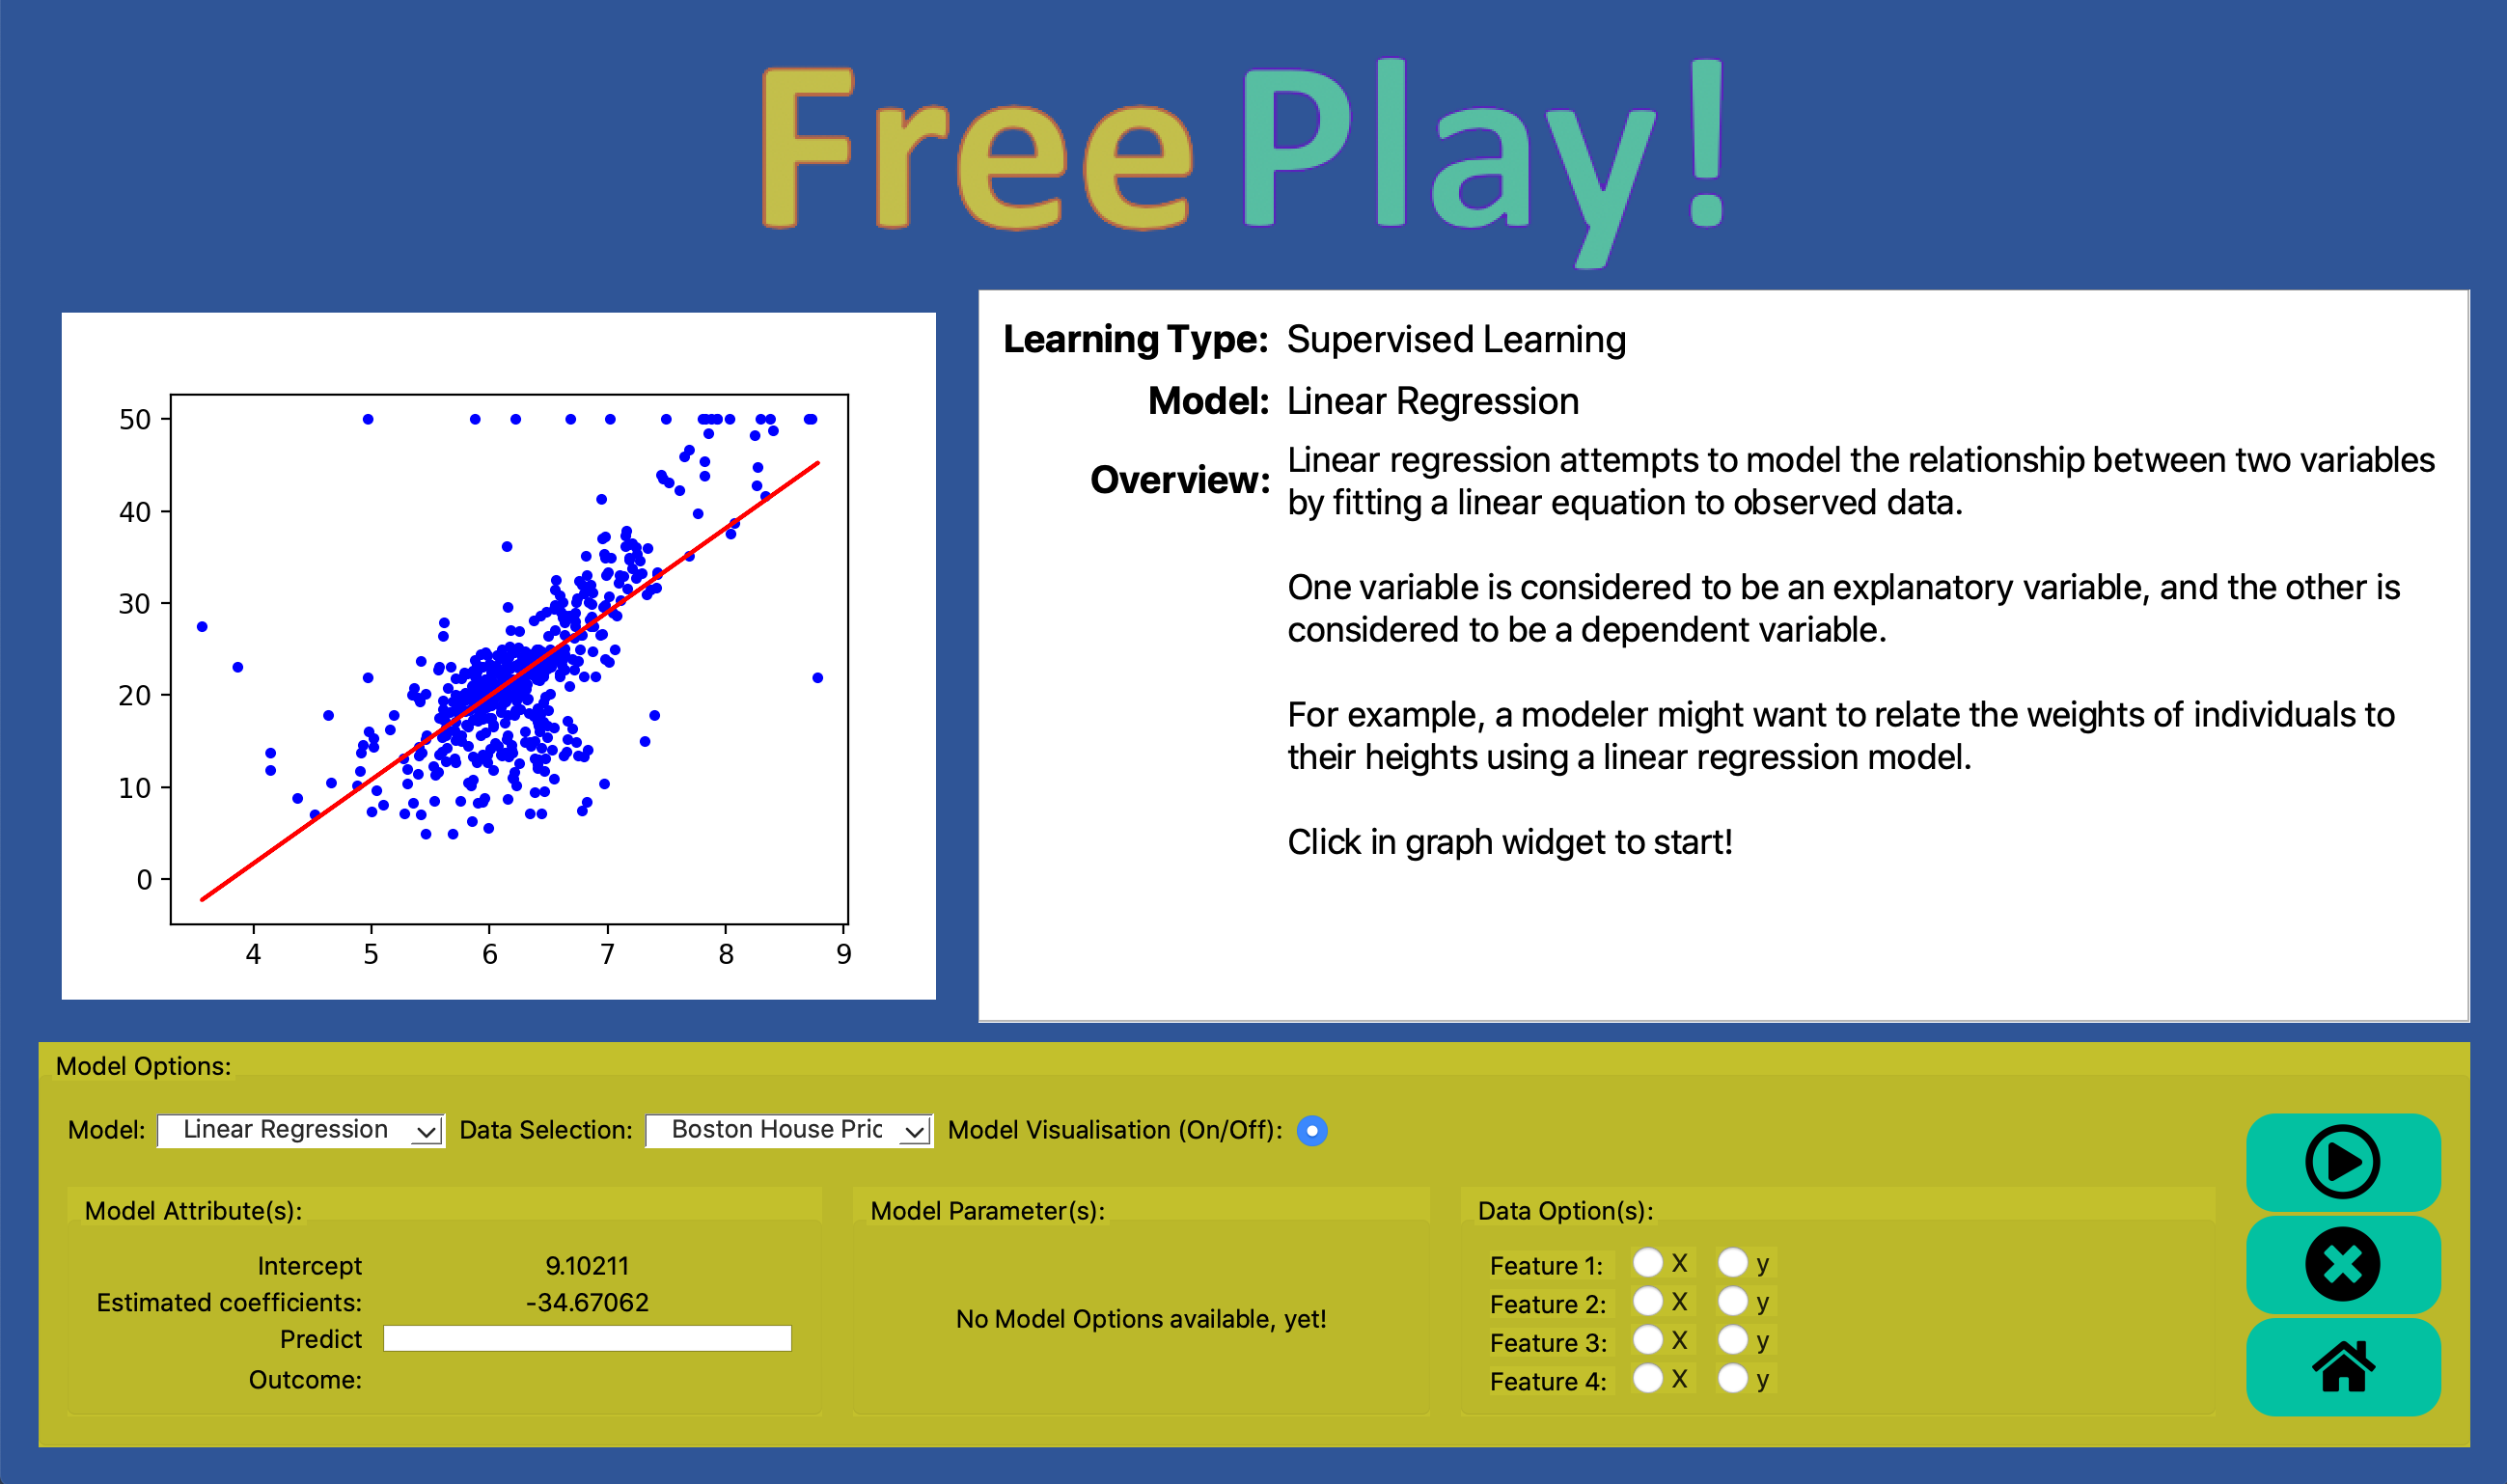 Free Play!
50
40
30
20
10
0
4 5 6 7 8 9
Learning Type: Supervised Learning
Model: Linear Regression
Overview: Linear regression attempts to model the relationship between two variables
by fitting a linear equation to observed data.
One variable is considered to be an explanatory variable, and the other is
considered to be a dependent variable.
For example, a modeler might want to relate the weights of individuals to
their heights using a linear regression model.
Click in graph widget to start!
Model Options:
Model: Linear Regression Data Selection: Boston House Pric Model Visualisation (On/Off):
Model Attribute(s):
Intercept 9.10211
Estimated coefficients: -34.67062
Predict
Outcome:
Model Parameter(s):
No Model Options available, yet!
Data Option(s):
Feature 1: X y
Feature 2: X y
Feature 3: X y
Feature 4: X y